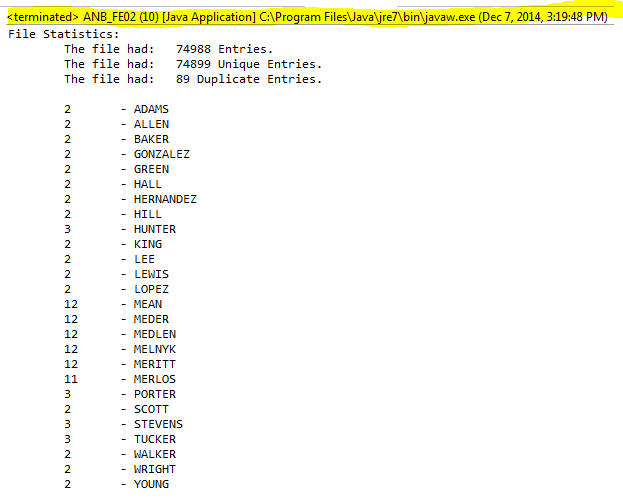 <terminated> ANB_FE02 (10) [Java Application] C:\Program Files\Java\jre7\bin\javaw.exe (Dec 7, 2014, 3:19:48 PM)
File Statistics:
The file had: 74988 Entries.
The file had: 74899 Unique Entries.
The file had: 89 Duplicate Entries.
2 - ADAMS
2 - ALLEN
2 - BAKER
2 - GONZALEZ
2 - GREEN
2 - HALL
2 - HERNANDEZ
2 - HILL
3 - HUNTER
2 - KING
2 - LEE
2 - LEWIS
2 - LOPEZ
12 - MEAN
12 - MEDER
12 - MEDLEN
12 - MELNYK
12 - MERITT
11 - MERLOS
3 - PORTER
2 - SCOTT
3 - STEVENS
3 - TUCKER
2 - WALKER
2 - WRIGHT
2 - YOUNG